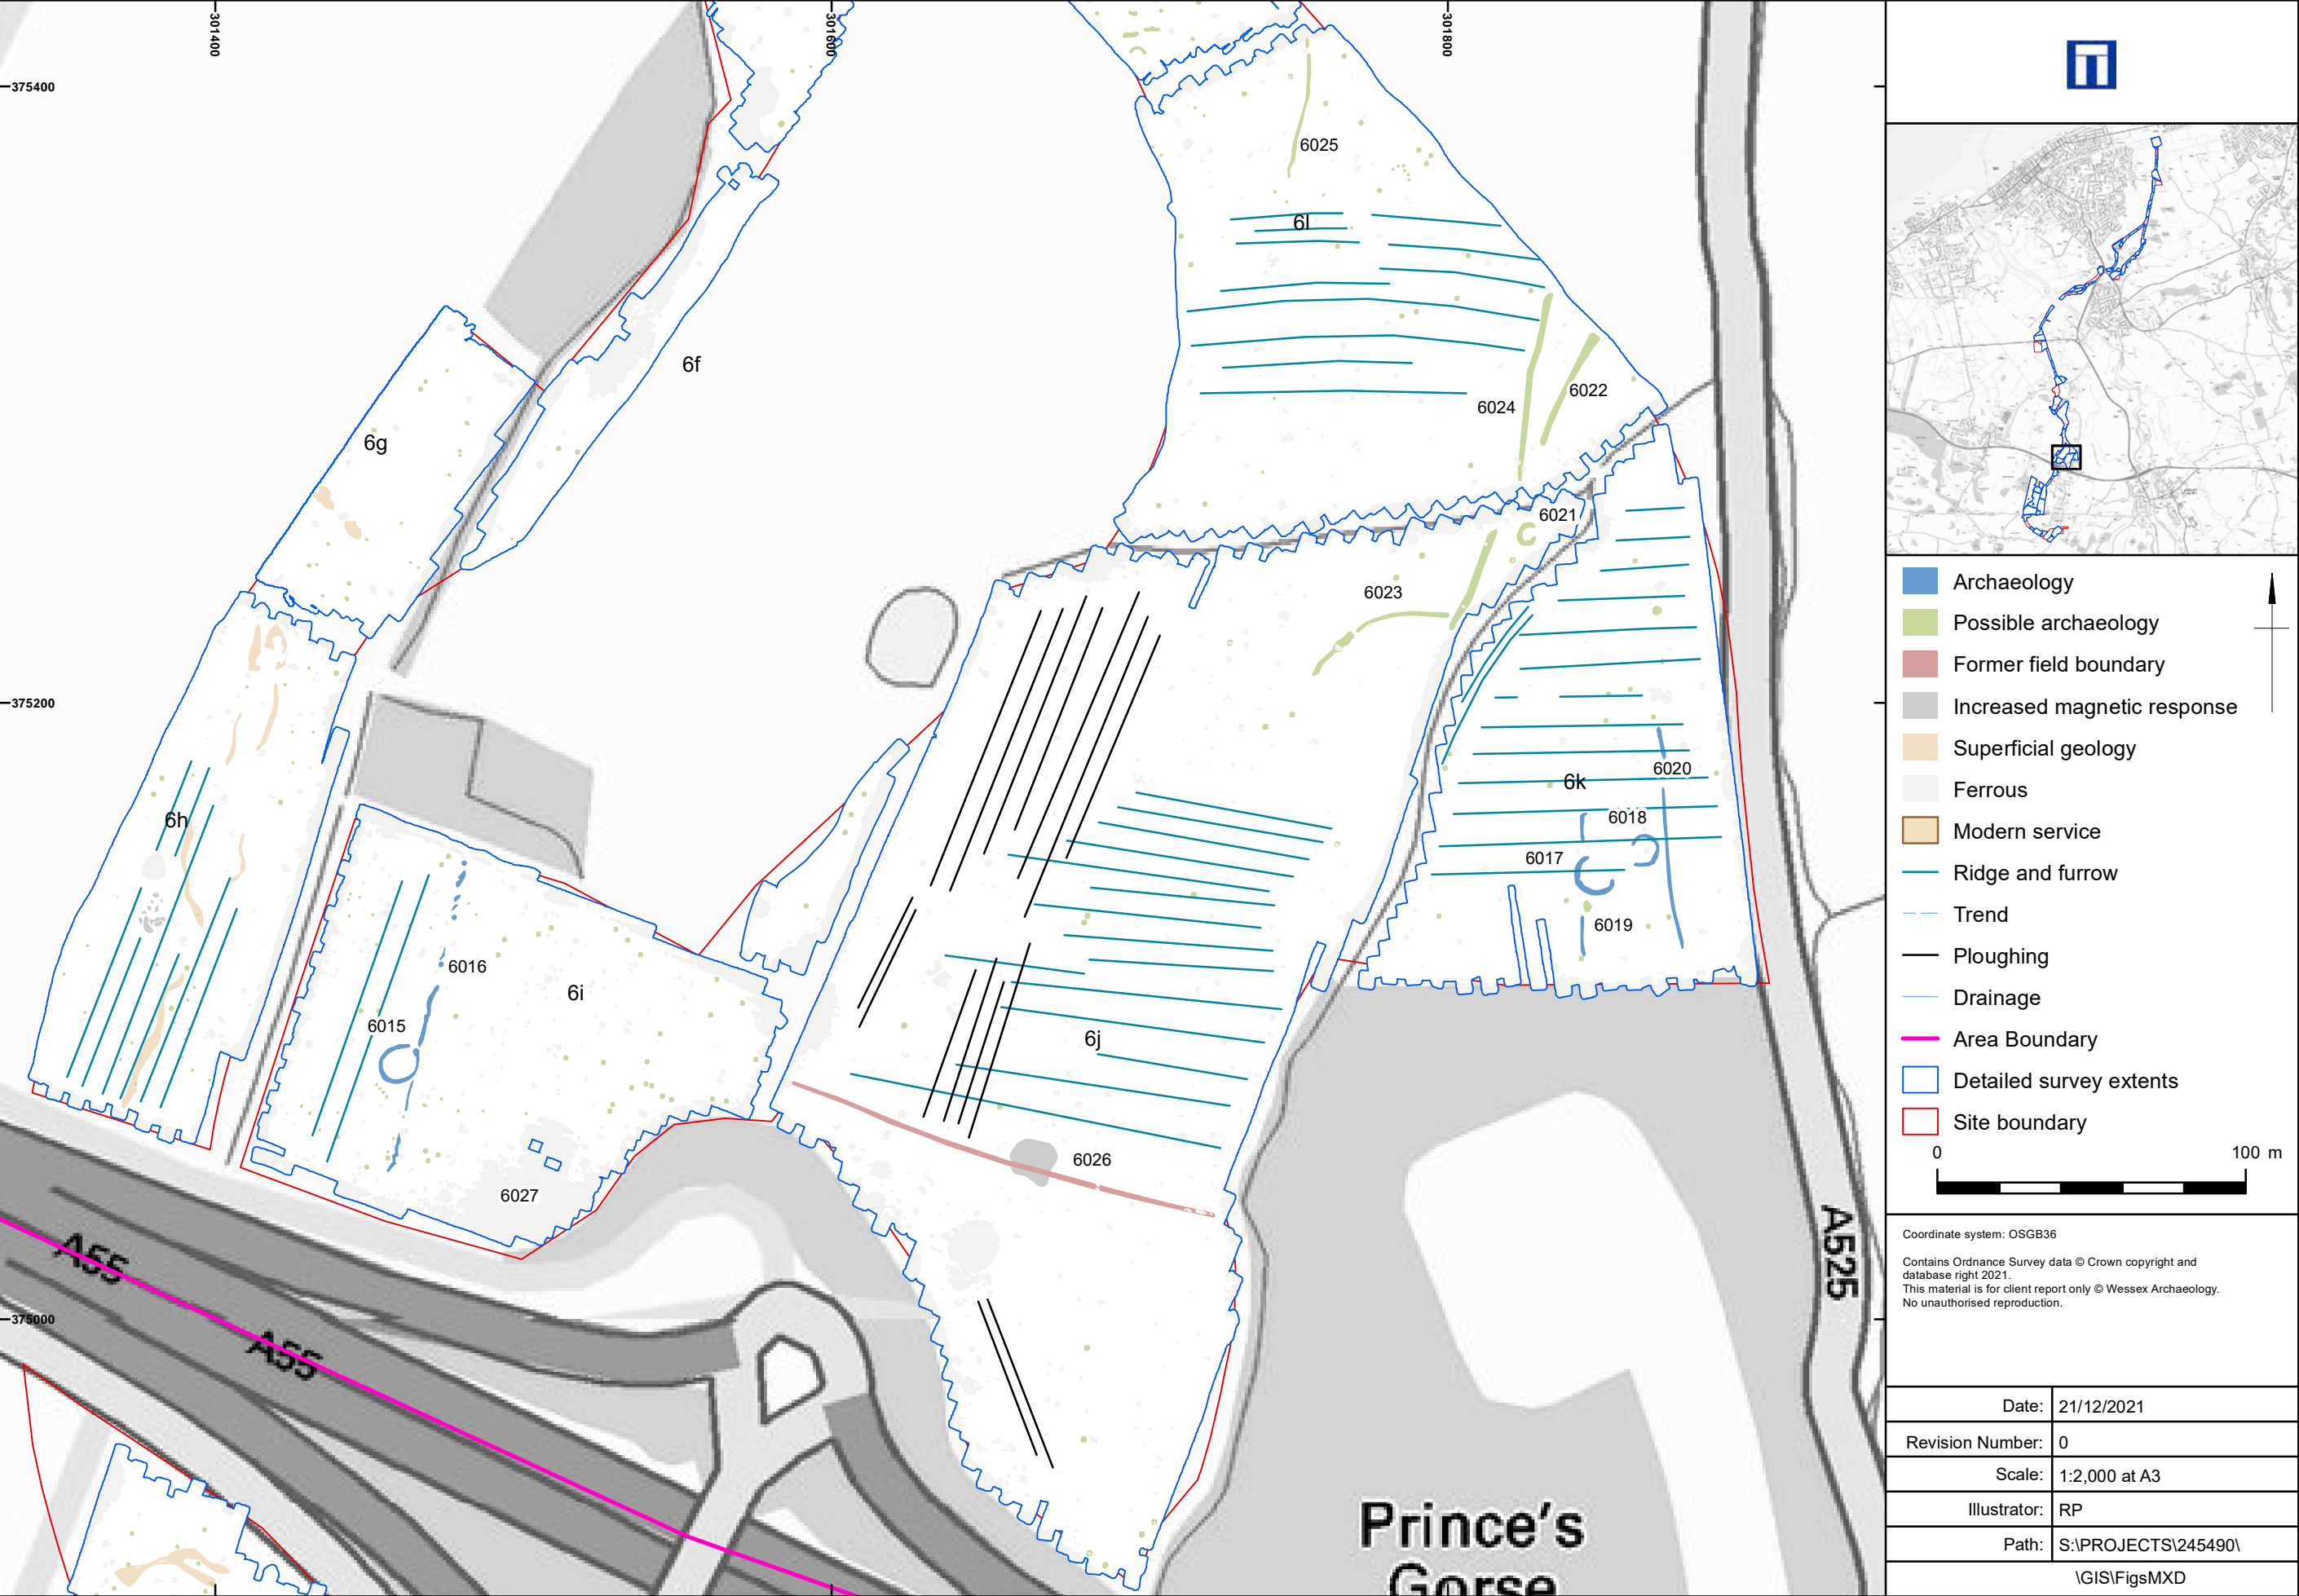 301400
301600
301800
375400
6025
6l
6f
6022
6024
6g
6021
6023
375200
6020
6k
6h
6018
6017
6019
6016
6i
6015
6j
6026
6027
A55
A55
375000
A525
Prince's
Gorse
Archaeology
Possible archaeology
Former field boundary
Increased magnetic response
Superficial geology
Ferrous
Modern service
Ridge and furrow
Trend
Ploughing
Drainage
Area Boundary
Detailed survey extents
Site boundary
0 100 m
Coordinate system: OSGB36
Contains Ordnance Survey data © Crown copyright and
database right 2021.
This material is for client report only © Wessex Archaeology.
No unauthorised reproduction.
Date: 21/12/2021
Revision Number: 0
Scale: 1:2,000 at A3
Illustrator: RP
Path: S:\PROJECTS\245490\
\GIS\FigsMXD